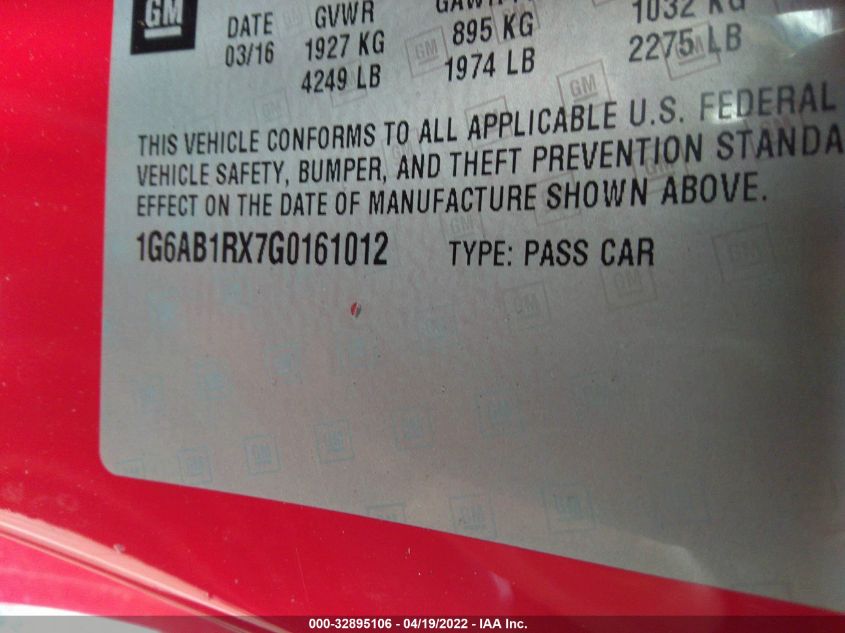 GM
DATE GVWR
03/16 1927 KG 895 KG 1032 KG
4249 LB 1974 LB 2275 LB
THIS VEHICLE CONFORMS TO ALL APPLICABLE U.S. FEDERAL
VEHICLE SAFETY, BUMPER, AND THEFT PREVENTION STANDA
EFFECT ON THE DATE OF MANUFACTURE SHOWN ABOVE.
1G6AB1RX7G0161012 TYPE: PASS CAR
000-32895106 - 04/19/2022 - IAA Inc.